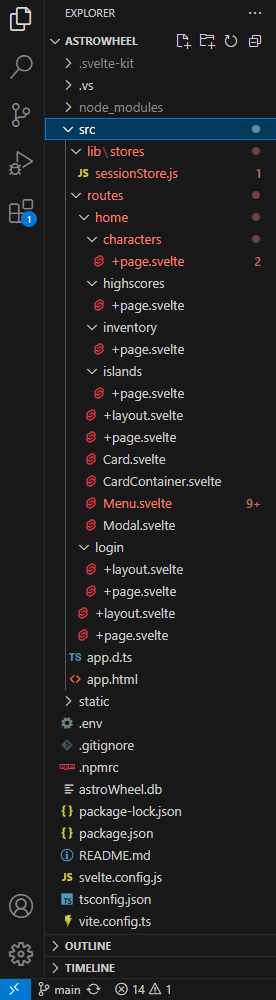 EXPLORER
ASTROWHEEL
.svelte-kit
.vs
node_modules
src
lib\stores
JS sessionStore.js 1
routes
home
characters
+page.svelte 2
highscores
+page.svelte
inventory
+page.svelte
islands
+page.svelte
+layout.svelte
+page.svelte
Card.svelte
CardContainer.svelte
Menu.svelte 9+
Modal.svelte
login
+layout.svelte
+page.svelte
+layout.svelte
+page.svelte
TS app.d.ts
<> app.html
static
.env
.gitignore
.npmrc
astroWheel.db
{} package-lock.json
{} package.json
README.md
JS svelte.config.js
TS tsconfig.json
vite.config.ts
OUTLINE
TIMELINE
main 14 1
1